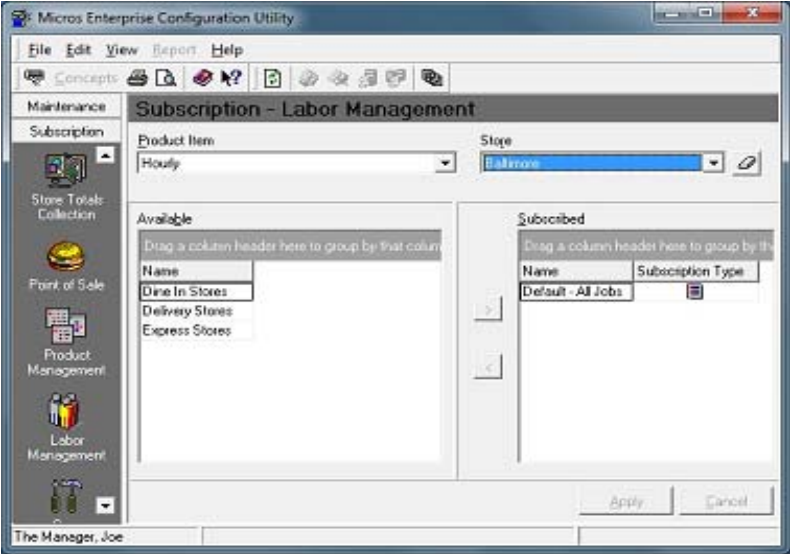 Micros Enterprise Configuration Utility
File Edit View Report Help
Concepts
Maintenance
Subscription
Store Totals
Collection
Point of Sale
Product
Management
Labor
Management
Subscription - Labor Management
Product Item
Store
Hourly
Baltimore
Available
Drag a column header here to group by that colum
Name
Dine In Stores
Delivery Stores
Express Stores
>
<
Subscribed
Drag a column header here to group by th
Name Subscription Type
Default - All Jobs
Apply Cancel
The Manager, Joe